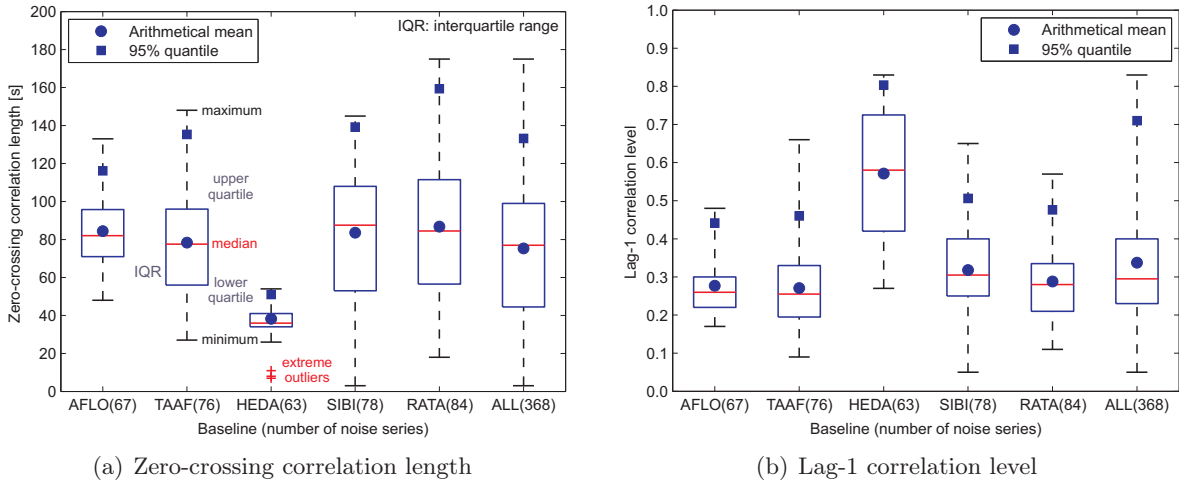 200
180
160
140
120
100
80
60
40
20
0
Zero-crossing correlation length [s]
Arithmetical mean
95% quantile
IQR: interquartile range
maximum
upper
quartile
median
IQR
lower
quartile
minimum
extreme
outliers
AFLO(67) TAAF(76) HEDA(63) SIBI(78) RATA(84) ALL(368)
Baseline (number of noise series)
(a) Zero-crossing correlation length
1.0
0.9
0.8
0.7
0.6
0.5
0.4
0.3
0.2
0.1
0.0
Lag-1 correlation level
Arithmetical mean
95% quantile
AFLO(67) TAAF(76) HEDA(63) SIBI(78) RATA(84) ALL(368)
Baseline (number of noise series)
(b) Lag-1 correlation level